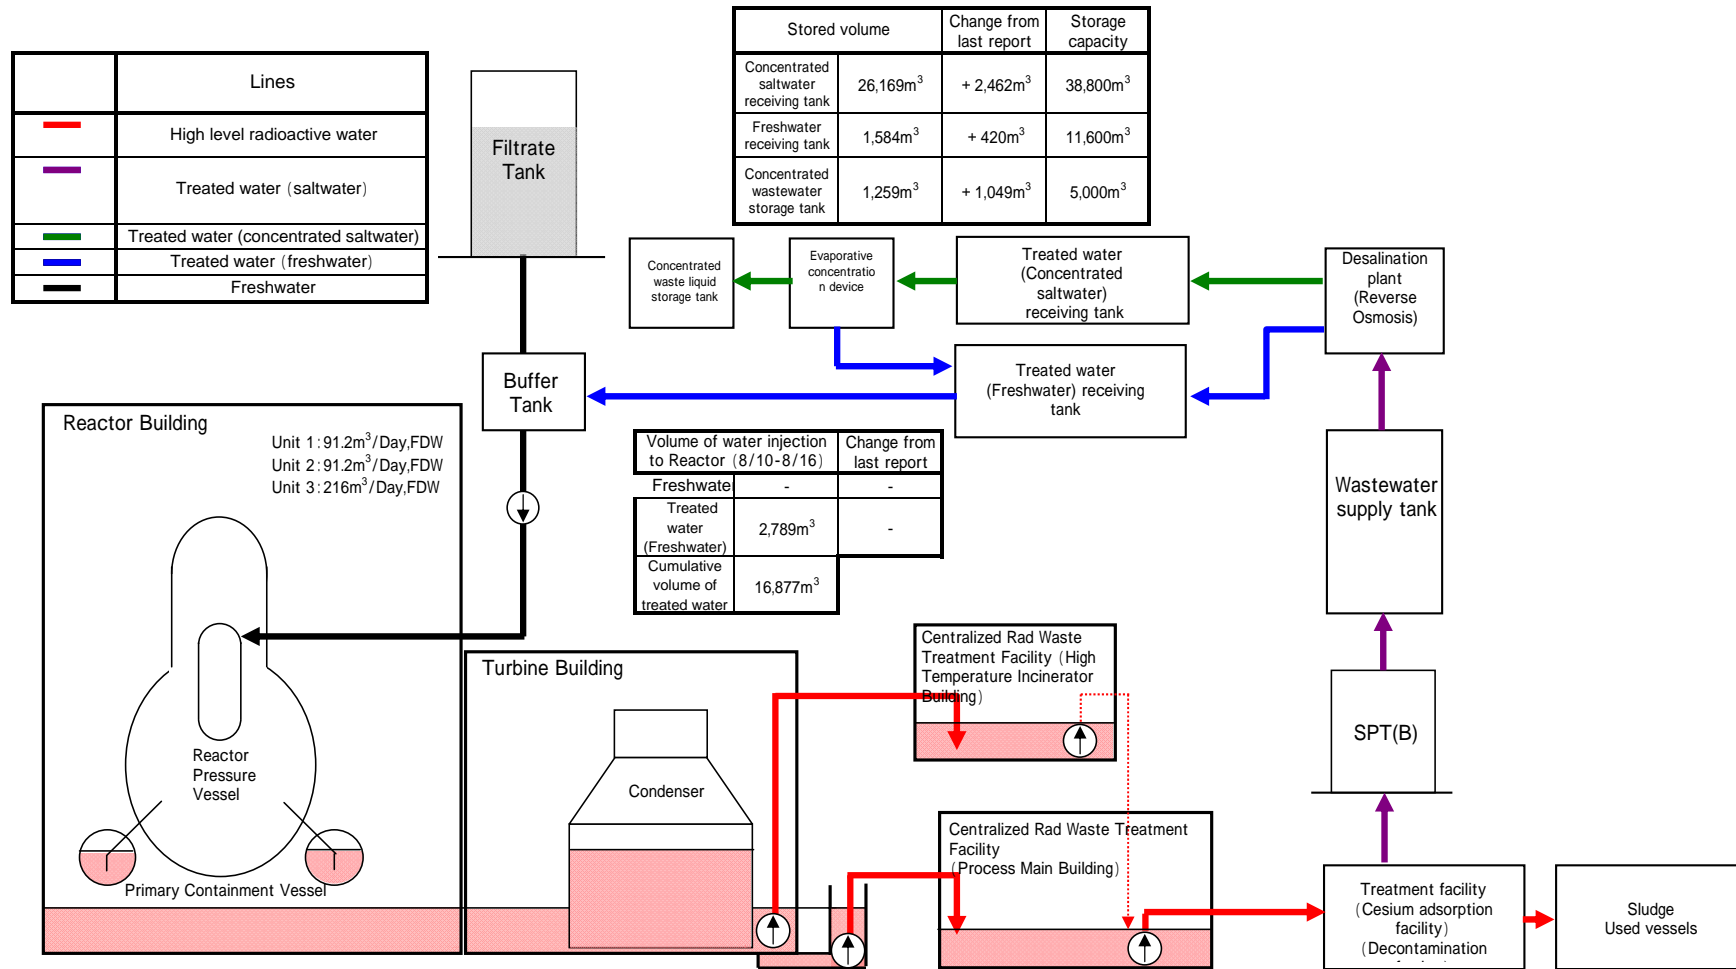 Lines
High level radioactive water
Treated water (saltwater)
Treated water (concentrated saltwater)
Treated water (freshwater)
Freshwater
Filtrate
Tank
Stored volume
Change from
last report
Storage
capacity
Concentrated
saltwater
receiving tank
26,169m³
+ 2,462m³
38,800m³
Freshwater
receiving tank
1,584m³
+ 420m³
11,600m³
Concentrated
wastewater
storage tank
1,259m³
+ 1,049m³
5,000m³
Concentrated
waste liquid
storage tank
Evaporative
concentratio
n device
Treated water
(Concentrated
saltwater)
receiving tank
Desalination
plant
(Reverse
Osmosis)
Buffer
Tank
Treated water
(Freshwater) receiving
tank
Reactor Building
Unit 1:91.2m³/Day,FDW
Unit 2:91.2m³/Day,FDW
Unit 3:216m³/Day,FDW
Volume of water injection
to Reactor (8/10-8/16)
Change from
last report
Freshwater
-
-
Treated
water
(Freshwater)
2,789m³
-
Cumulative
volume of
treated water
16,877m³
Wastewater
supply tank
Turbine Building
Centralized Rad Waste
Treatment Facility (High
Temperature Incinerator
Building)
SPT(B)
Reactor
Pressure
Vessel
Condenser
Primary Containment Vessel
Centralized Rad Waste Treatment
Facility
(Process Main Building)
Treatment facility
(Cesium adsorption
facility)
(Decontamination
Sludge
Used vessels